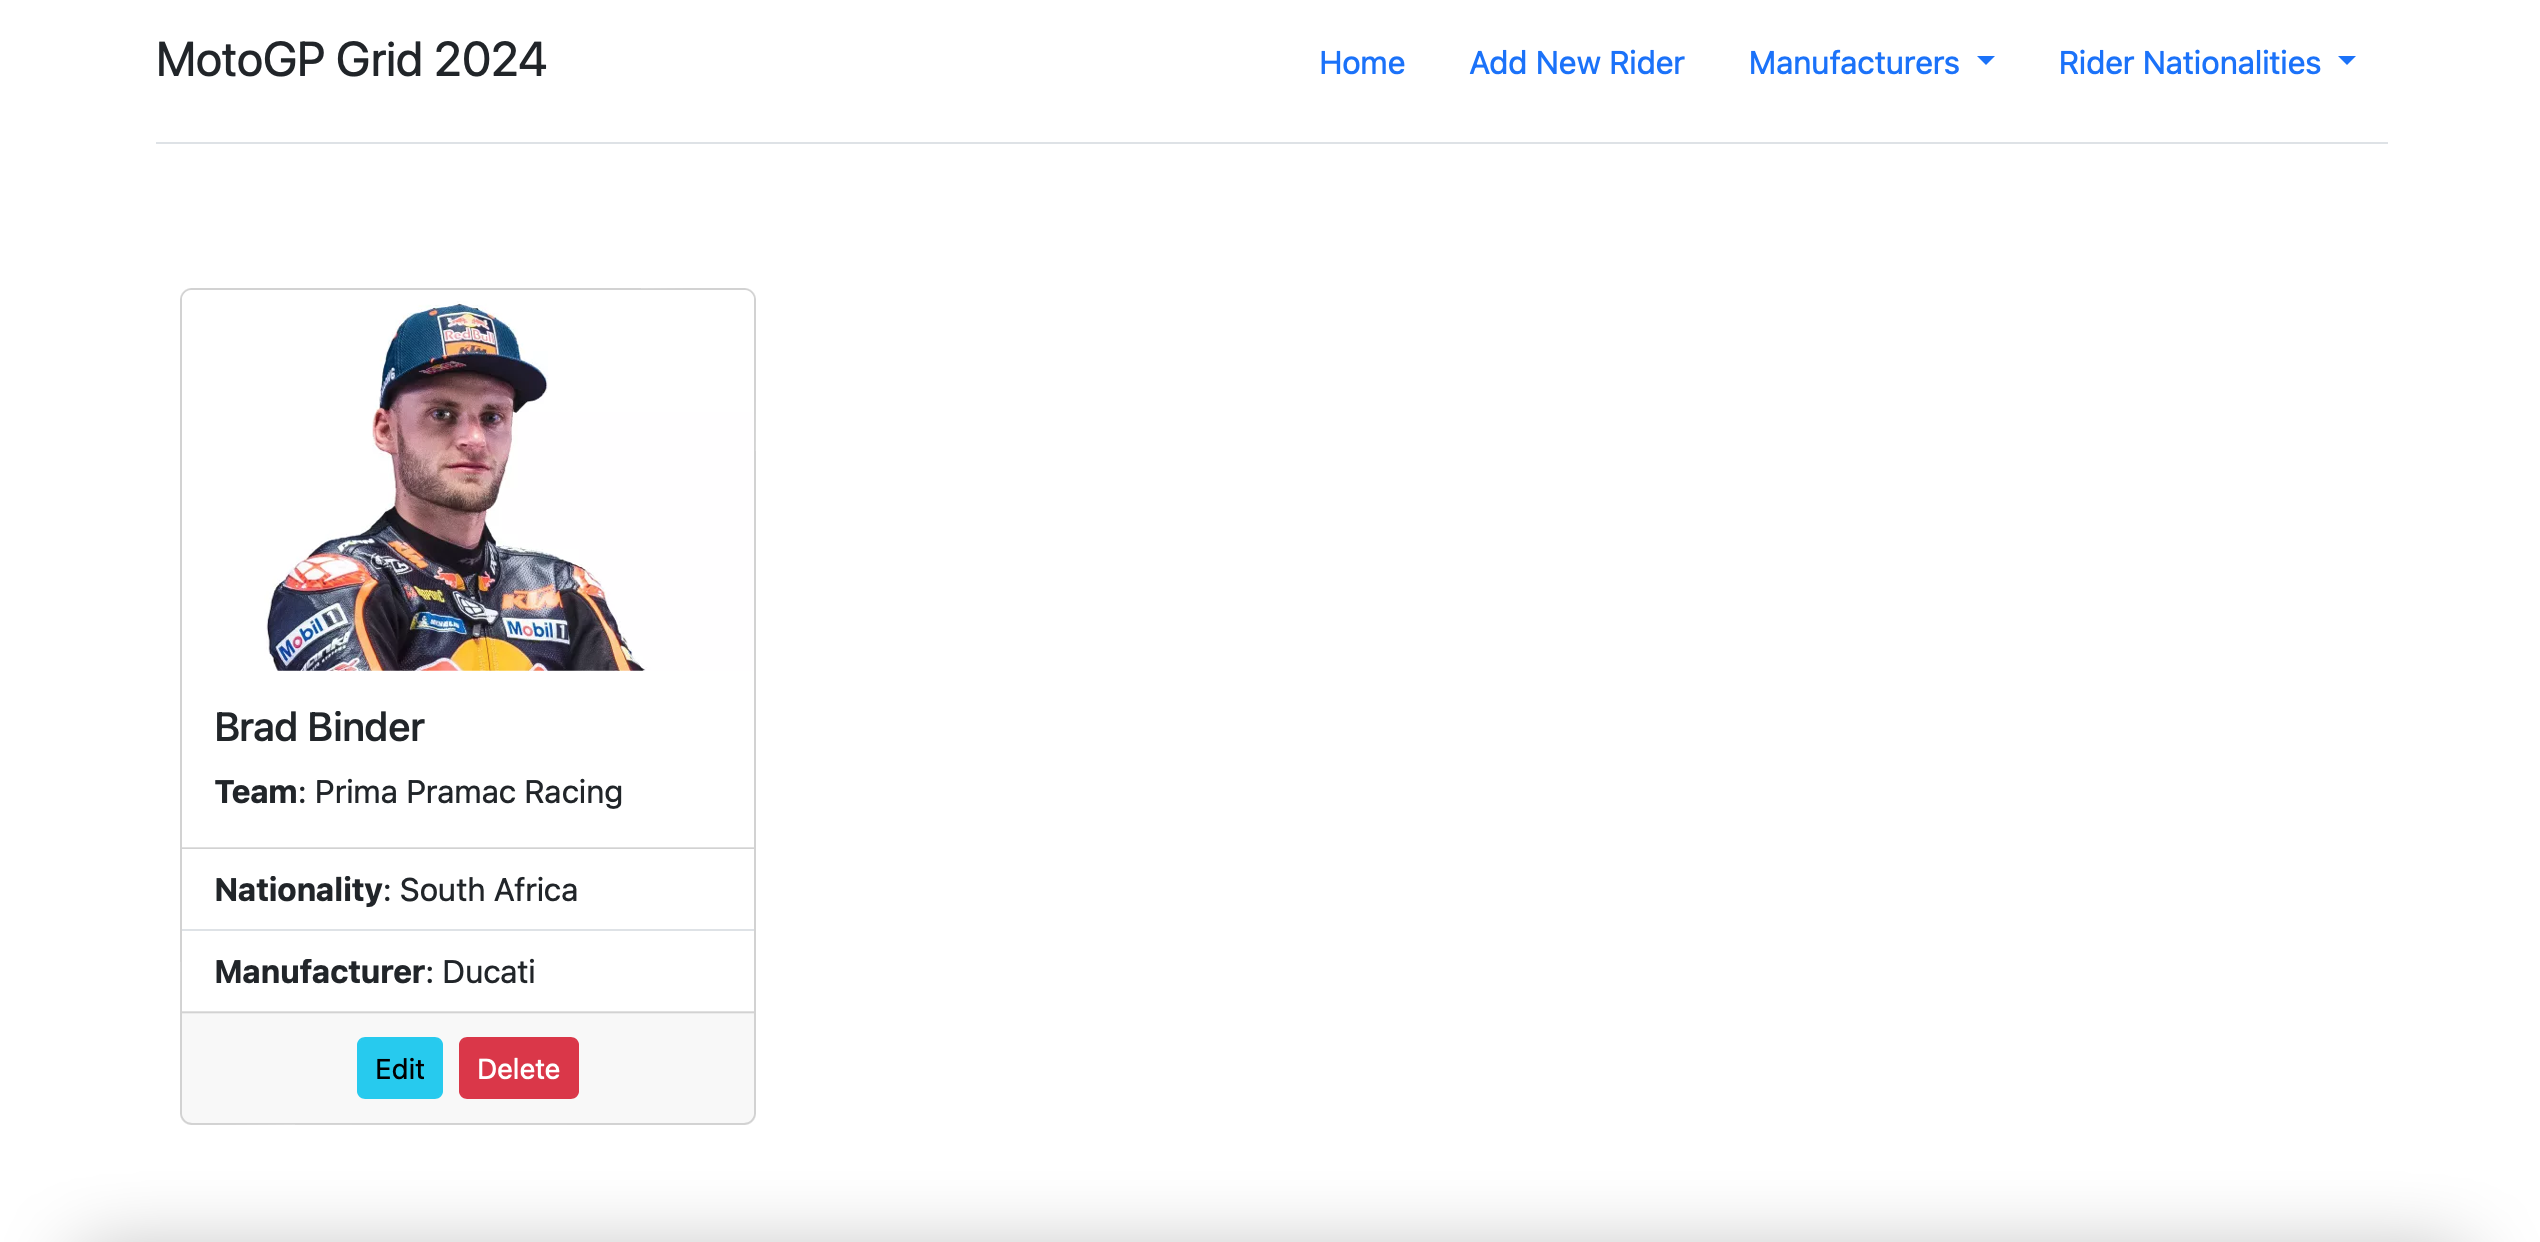 MotoGP Grid 2024
Home
Add New Rider
Manufacturers
Rider Nationalities
Red Bull
KTM
KTM
Mobil 1
Mobil 1
Brad Binder
Team: Prima Pramac Racing
Nationality: South Africa
Manufacturer: Ducati
Edit
Delete